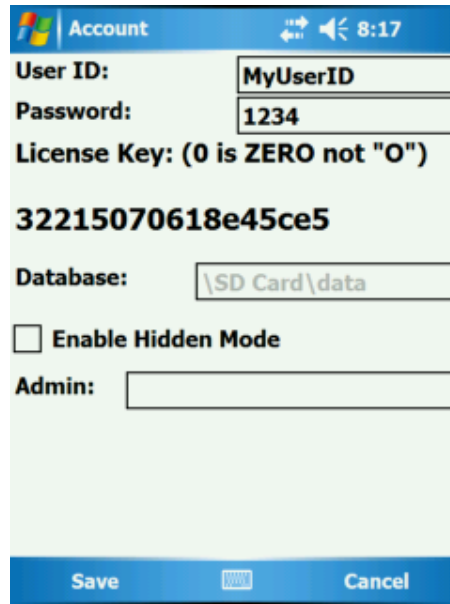 Account 8:17
User ID: MyUserID
Password: 1234
License Key: (0 is ZERO not "O")
32215070618e45ce5
Database: \SD Card\data
Enable Hidden Mode
Admin:
Save Cancel